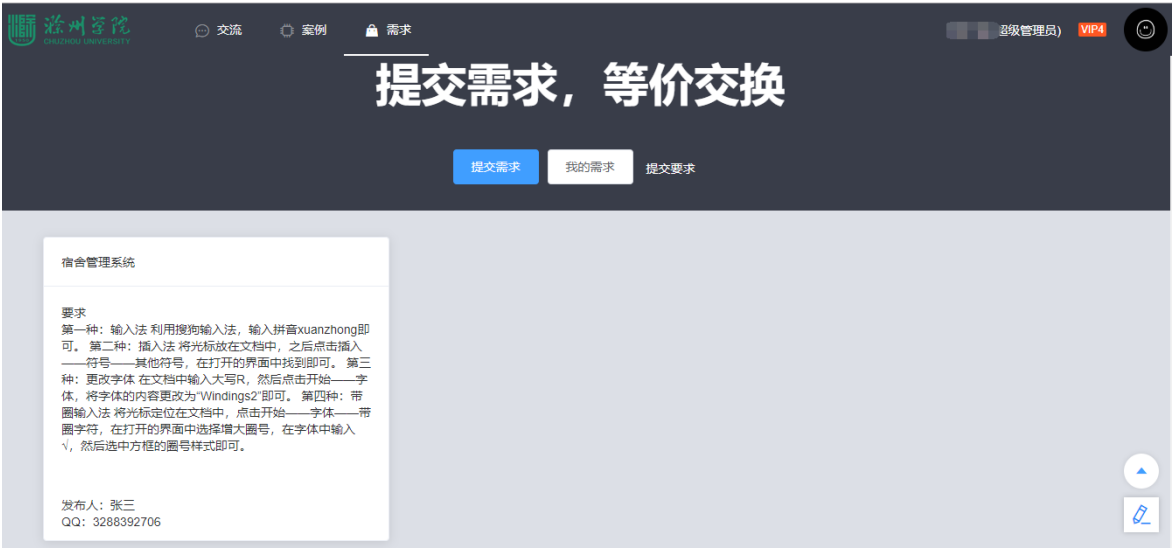 滁州学院
CHUZHOU UNIVERSITY
交流
案例
需求
超级管理员)
VIP4
提交需求，等价交换
提交需求
我的需求
提交要求
宿舍管理系统
要求
第一种：输入法 利用搜狗输入法，输入拼音xuanzhong即
可。 第二种：插入法 将光标放在文档中，之后点击插入
——符号——其他符号，在打开的界面中找到即可。 第三
种：更改字体 在文档中输入大写R，然后点击开始——字
体，将字体的内容更改为“Windings2”即可。 第四种：带
圈输入法 将光标定位在文档中，点击开始——字体——带
圈字符，在打开的界面中选择增大圈号，在字体中输入
√，然后选中方框的圈号样式即可。
发布人：张三
QQ：3288392706